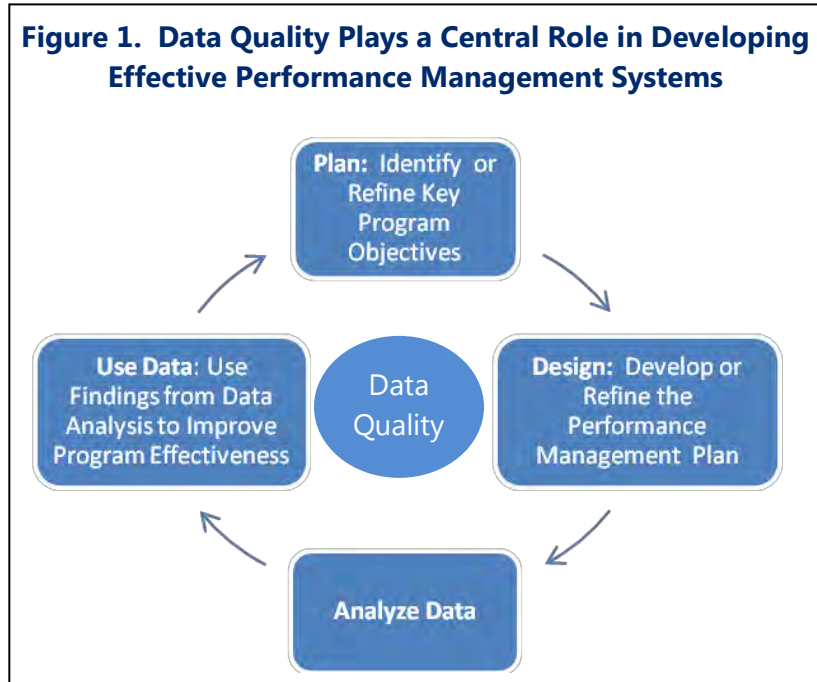 Figure 1. Data Quality Plays a Central Role in Developing
Effective Performance Management Systems
Plan: Identify or
Refine Key
Program
Objectives
Use Data: Use
Findings from Data
Analysis to Improve
Program Effectiveness
Data
Quality
Design: Develop or
Refine the
Performance
Management Plan
Analyze Data